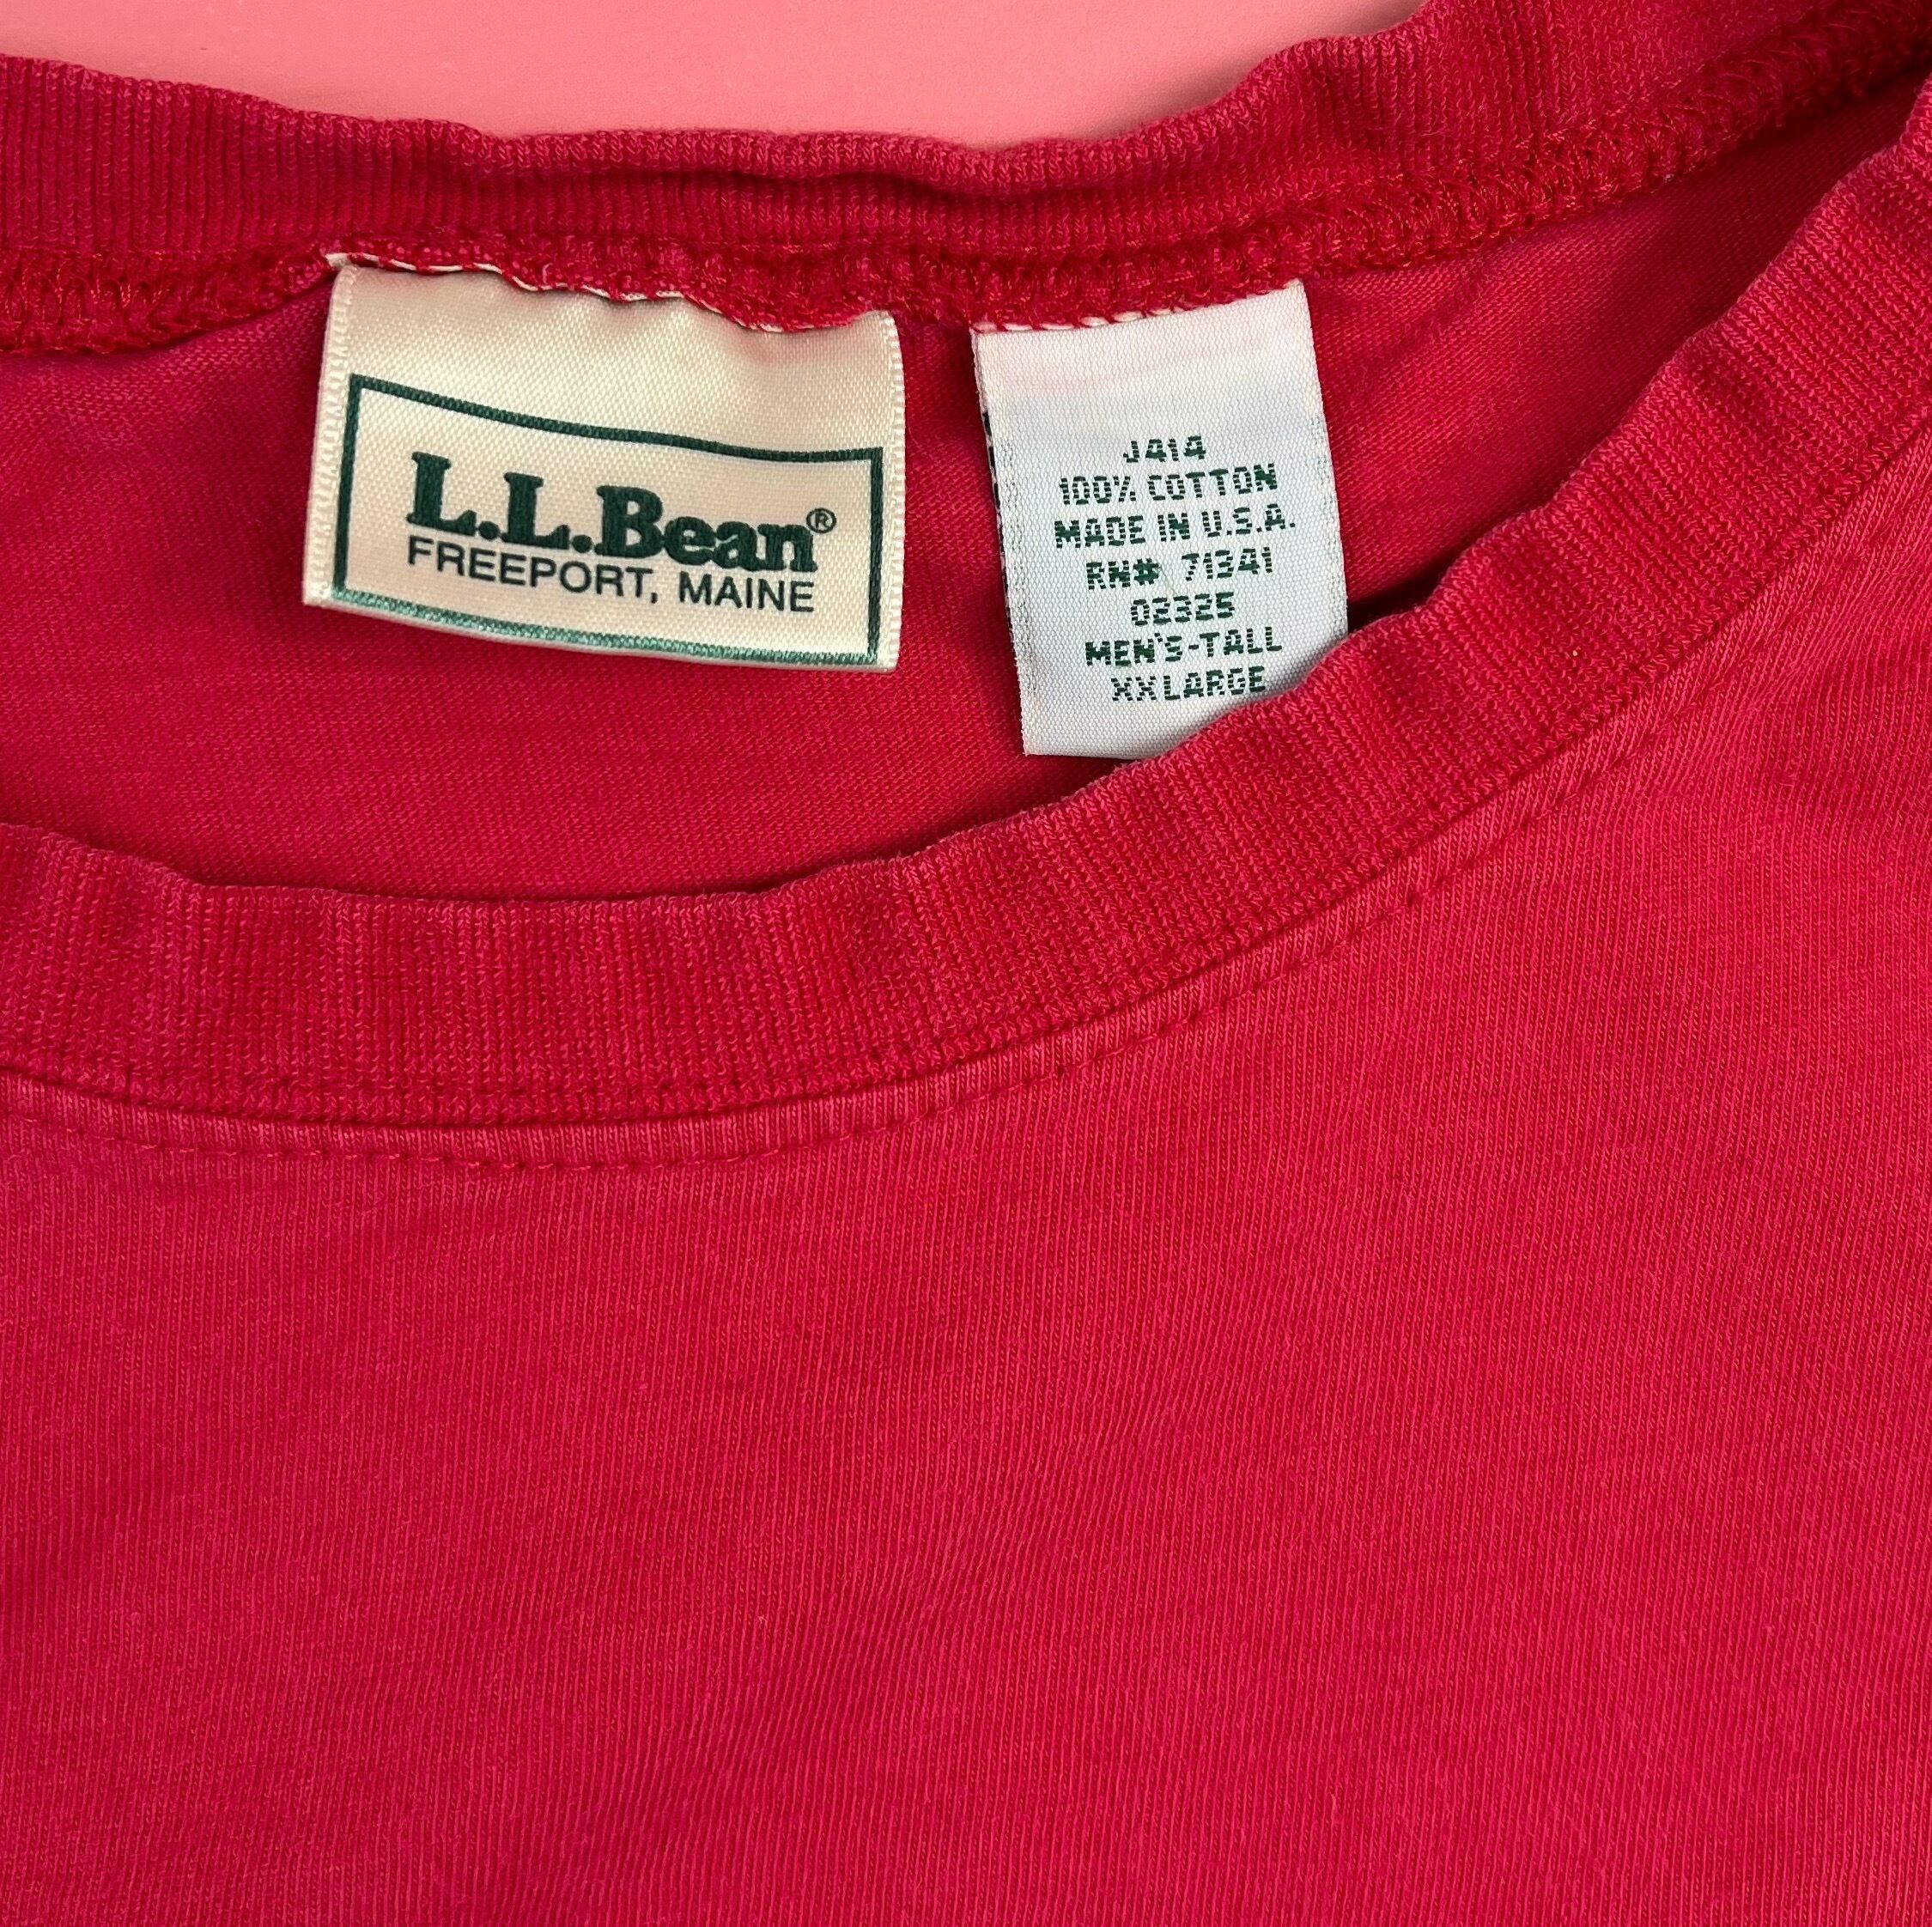 L.L.Bean®
FREEPORT, MAINE
J414
100% COTTON
MADE IN U.S.A.
RN# 71341
02325
MEN'S-TALL
XXLARGE